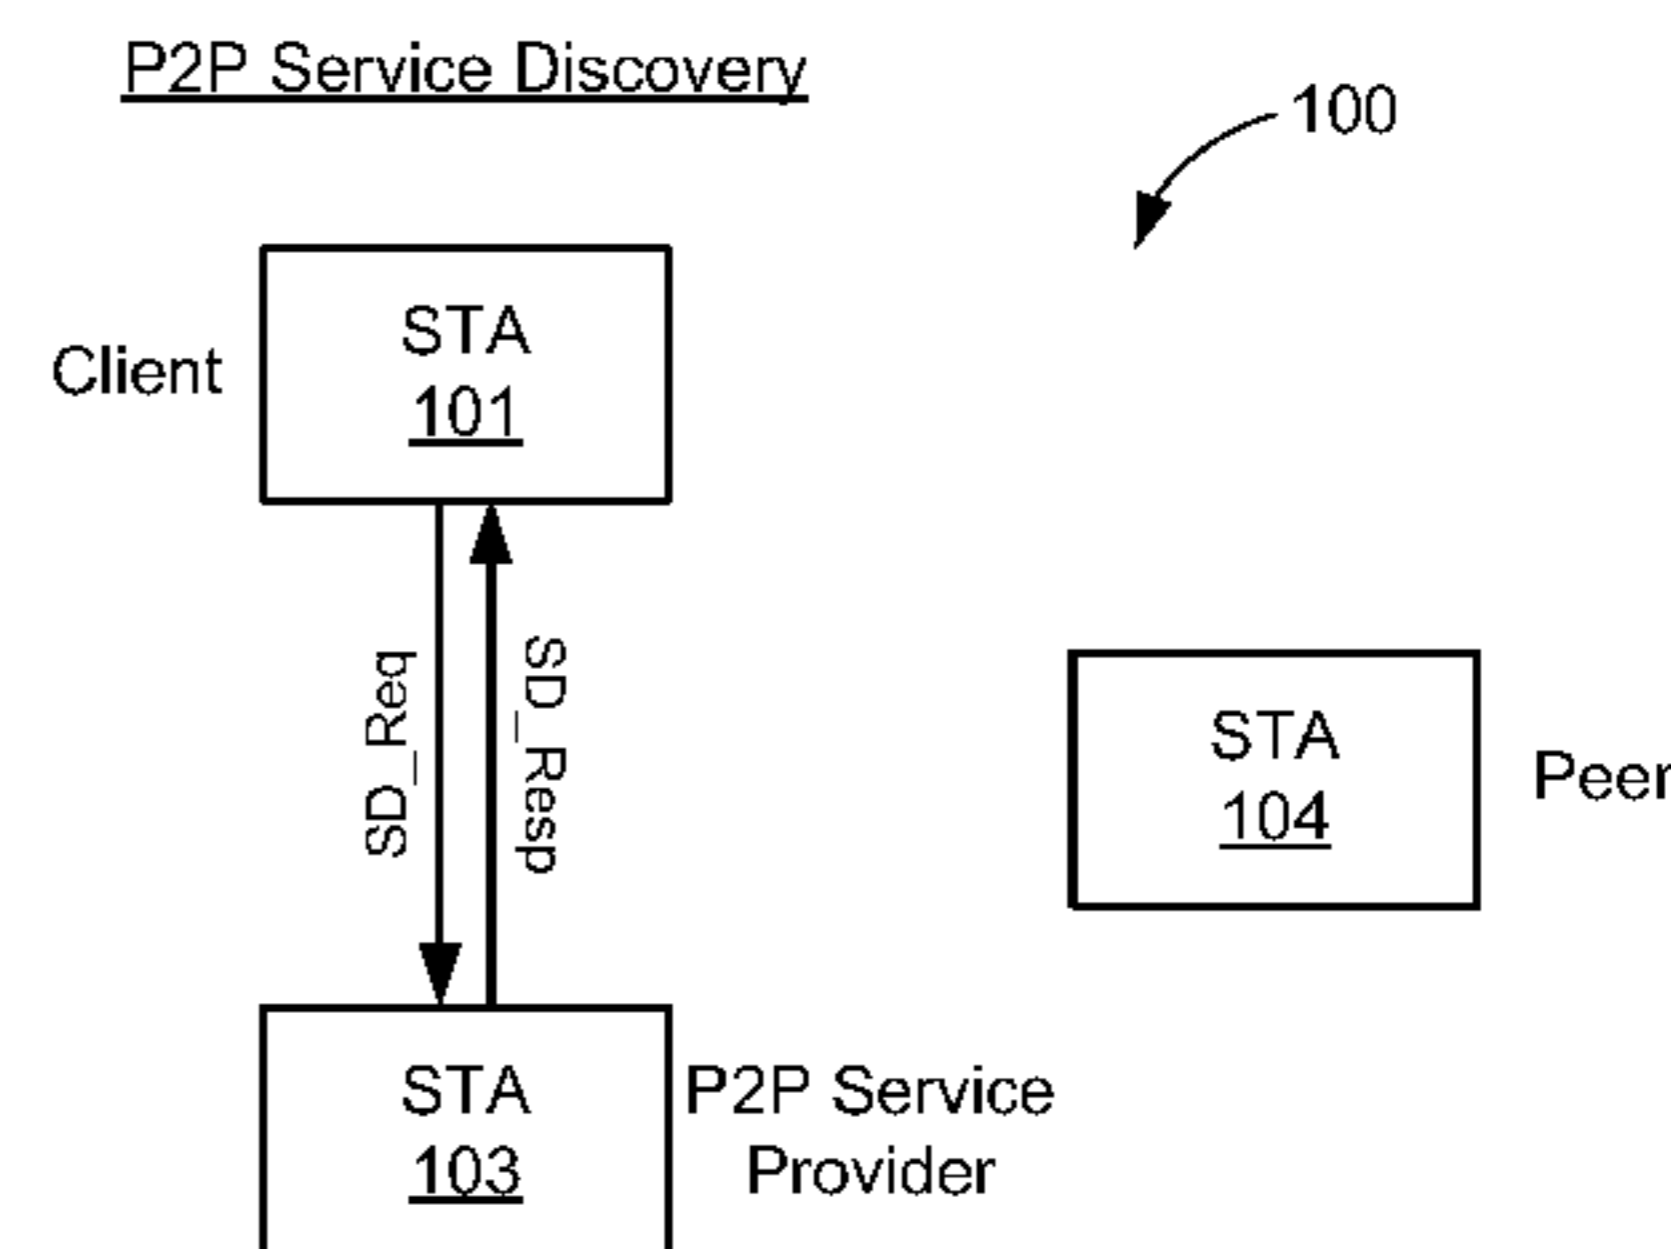 P2P Service Discovery
100
Client
STA
101
SD_Req
SD_Resp
STA
104
Peer
STA
103
P2P Service
Provider